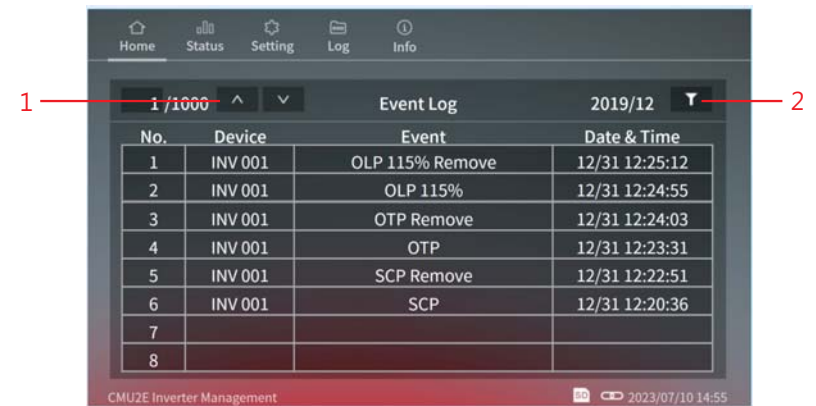 Home Status Setting Log Info
1 1/1000 Event Log 2019/12 2
No. Device Event Date & Time
1 INV 001 OLP 115% Remove 12/31 12:25:12
2 INV 001 OLP 115% 12/31 12:24:55
3 INV 001 OTP Remove 12/31 12:24:03
4 INV 001 OTP 12/31 12:23:31
5 INV 001 SCP Remove 12/31 12:22:51
6 INV 001 SCP 12/31 12:20:36
7
8
CMU2E Inverter Management SD 2023/07/10 14:55